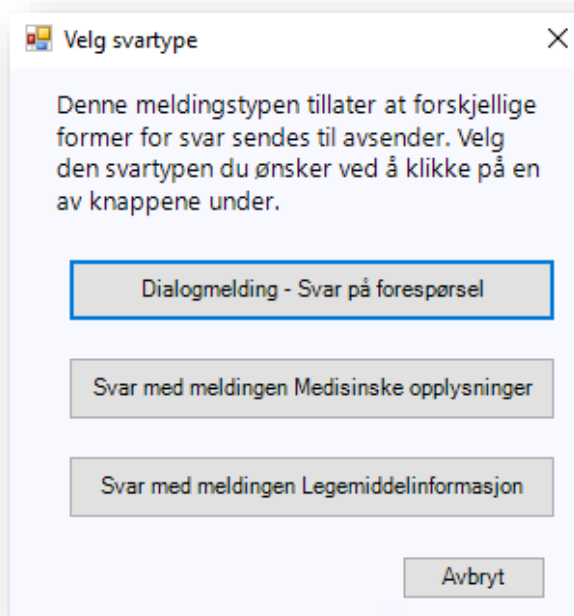 Velg svartype
Denne meldingstypen tillater at forskjellige
former for svar sendes til avsender. Velg
den svartypen du ønsker ved å klikke på en
av knappene under.
Dialogmelding - Svar på forespørsel
Svar med meldingen Medisinske opplysninger
Svar med meldingen Legemiddelinformasjon
Avbryt